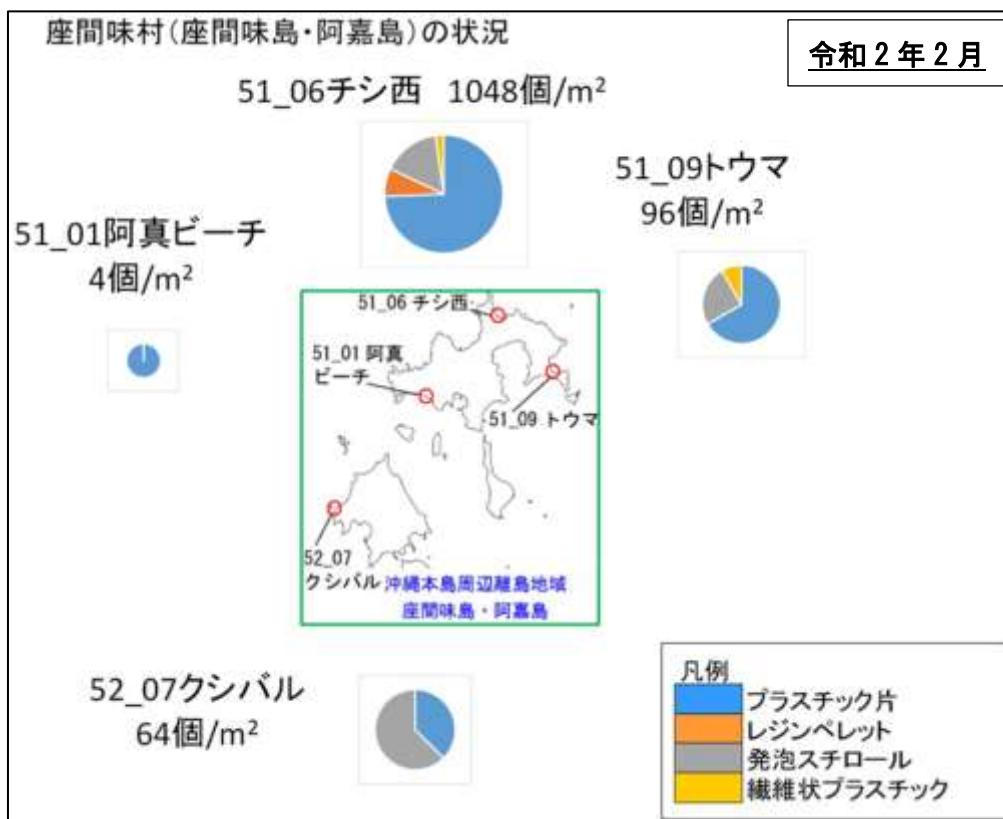 座間味村(座間味島・阿嘉島)の状況
令和2年2月
51_06チシ西 1048個/m²
51_09トウマ
96個/m²
51_01阿真ビーチ
4個/m²
51_06 チシ西
51_01 阿真
ビーチ
51_09 トウマ
52_07
クシバル
沖縄本島周辺離島地域
座間味島・阿嘉島
52_07クシバル
64個/m²
凡例
プラスチック片
レジンペレット
発泡スチロール
繊維状プラスチック